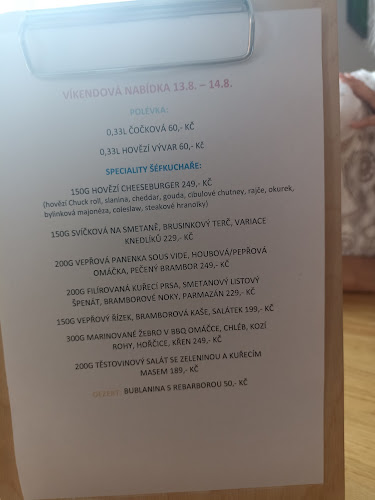 VÍKENDOVÁ NABÍDKA 13.8. – 14.8.
POLÉVKA:
0,33L ČOČKOVÁ 60,- KČ
0,33L HOVĚZÍ VÝVAR 60,-KČ
SPECIALITY ŠÉFKUCHAŘE:
150G HOVĚZÍ CHEESEBURGER 249,- KČ
(hovězí Chuck roll, slanina, cheddar, gouda, cibulové chutney, rajče, okurek,
bylinková majonéza, coleslaw, steakové hranolky)
150G SVÍČKOVÁ NA SMETANĚ, BRUSINKOVÝ TERČ, VARIACE
KNEDLÍKŮ 229,- KČ
200G VEPŘOVÁ PANENKA SOUS VIDE, HOUBOVÁ/PEPŘOVÁ
OMÁČKA, PEČENÝ BRAMBOR 249,- KČ
200G FILÍROVANÁ KUŘECÍ PRSA, SMETANOVÝ LISTOVÝ
ŠPENÁT, BRAMBOROVÉ NOKY, PARMAZÁN 229,- KČ
150G VEPŘOVÝ ŘÍZEK, BRAMBOROVÁ KAŠE, SALÁTEK 199,- KČ
300G MARINOVANÉ ŽEBRO V BBQ OMÁČCE, CHLÉB, KOZÍ
ROHY, HOŘČICE, KŘEN 249,- KČ
200G TĚSTOVINOVÝ SALÁT SE ZELENINOU A KUŘECÍM
MASEM 189,- KČ
DEZERT: BUBLANINA S REBARBOROU 50,- KČ